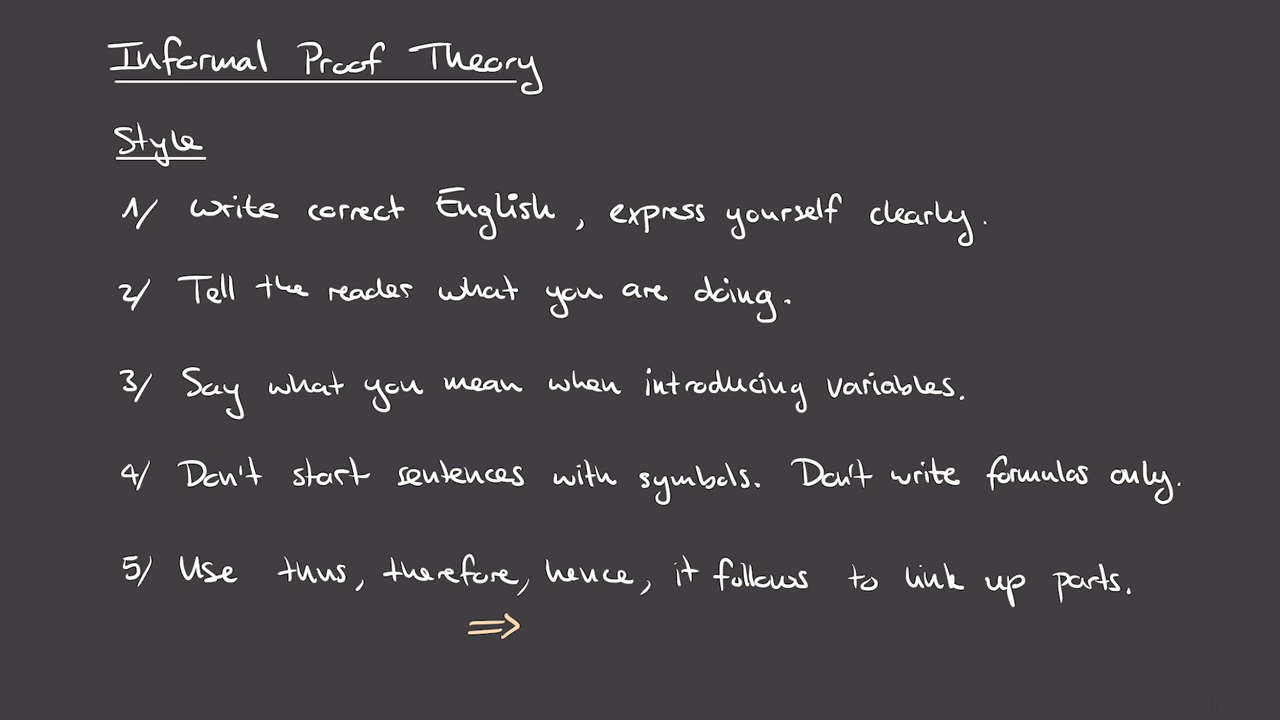 Informal Proof Theory
Style
1/ Write correct English, express yourself clearly.
2/ Tell the reader what you are doing.
3/ Say what you mean when introducing variables.
4/ Don't start sentences with symbols. Don't write formulas only.
5/ Use thus, therefore, hence, it follows to link up parts.
⇒